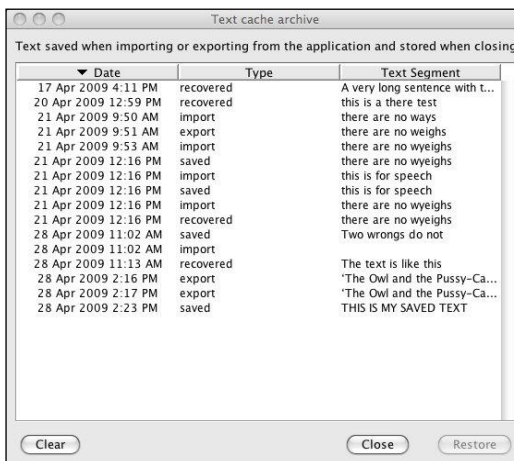 Text cache archive
Text saved when importing or exporting from the application and stored when closing
Date Type Text Segment
17 Apr 2009 4:11 PM recovered A very long sentence with t...
20 Apr 2009 12:59 PM recovered this is a there test
21 Apr 2009 9:50 AM import there are no ways
21 Apr 2009 9:51 AM export there are no weighs
21 Apr 2009 9:53 AM import there are no wyeighs
21 Apr 2009 12:16 PM saved there are no wyeighs
21 Apr 2009 12:16 PM import this is for speech
21 Apr 2009 12:16 PM saved this is for speech
21 Apr 2009 12:16 PM import there are no wyeighs
21 Apr 2009 12:16 PM recovered there are no wyeighs
28 Apr 2009 11:02 AM saved Two wrongs do not
28 Apr 2009 11:02 AM import
28 Apr 2009 11:13 AM recovered The text is like this
28 Apr 2009 2:16 PM export 'The Owl and the Pussy-Ca...
28 Apr 2009 2:17 PM export 'The Owl and the Pussy-Ca...
28 Apr 2009 2:23 PM saved THIS IS MY SAVED TEXT
Clear Close Restore